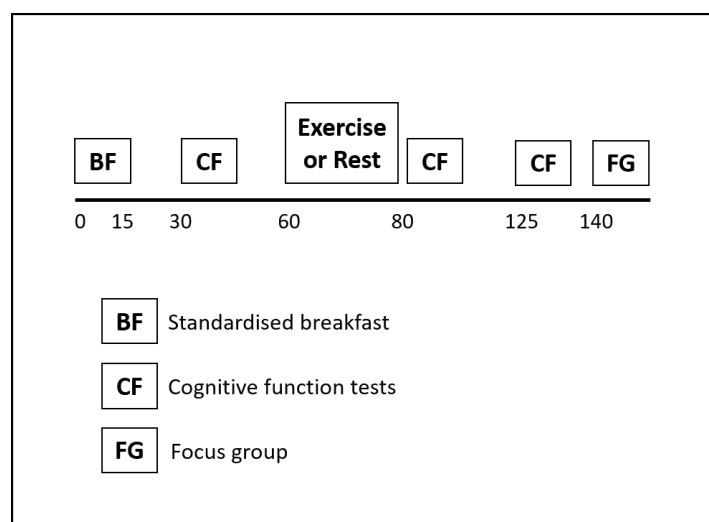 Exercise
or Rest
BF CF CF CF FG
0 15 30 60 80 125 140
BF Standardised breakfast
CF Cognitive function tests
FG Focus group